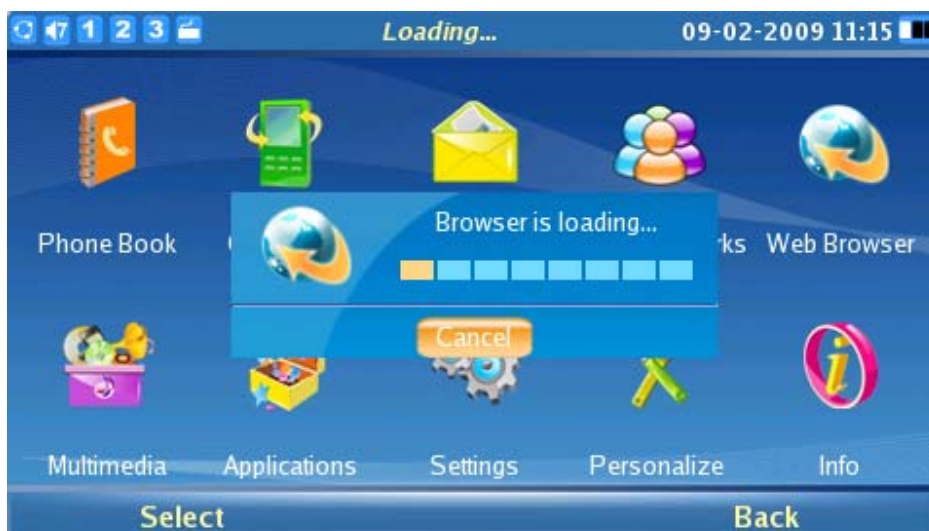 7 1 2 3 Loading... 09-02-2009 11:15
Browser is loading...
Phone Book Web Browser
Cancel
Multimedia Applications Settings Personalize Info
Select Back